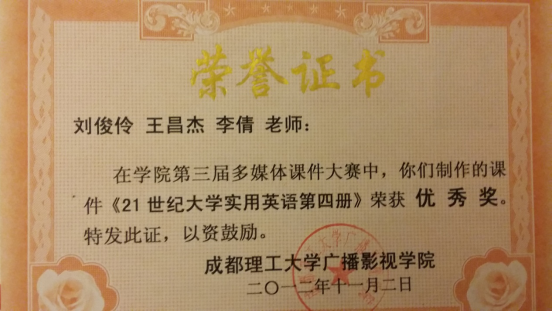 荣誉证书
刘俊伶 王昌杰 李倩 老师：
在学院第三届多媒体课件大赛中，你们制作的课
件《21世纪大学实用英语第四册》荣获 优秀奖。
特发此证，以资鼓励。
成都理工大学广播影视学院
二〇一二年十一月二日